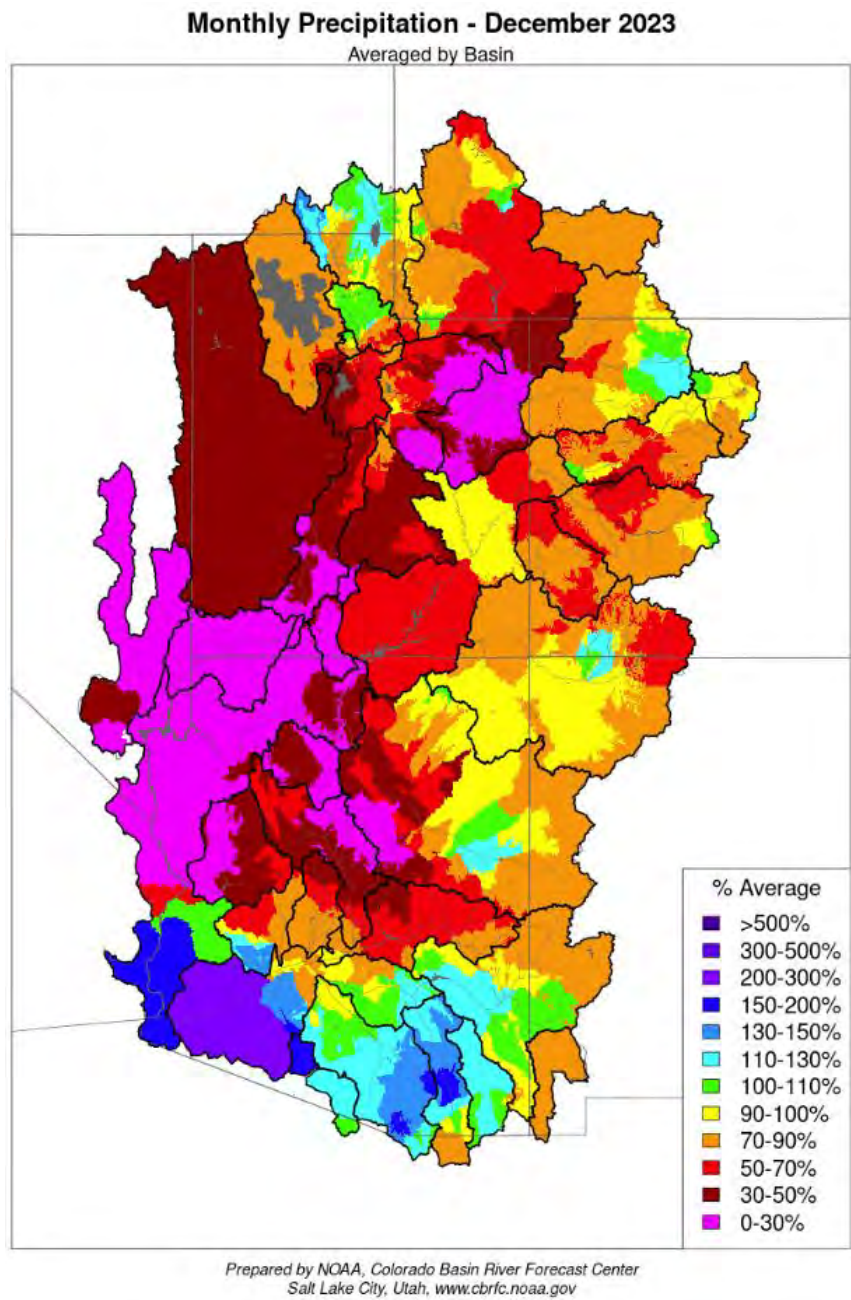 Monthly Precipitation - December 2023
Averaged by Basin
% Average
>500%
300-500%
200-300%
150-200%
130-150%
110-130%
100-110%
90-100%
70-90%
50-70%
30-50%
0-30%
Prepared by NOAA, Colorado Basin River Forecast Center
Salt Lake City, Utah, www.cbrfc.noaa.gov